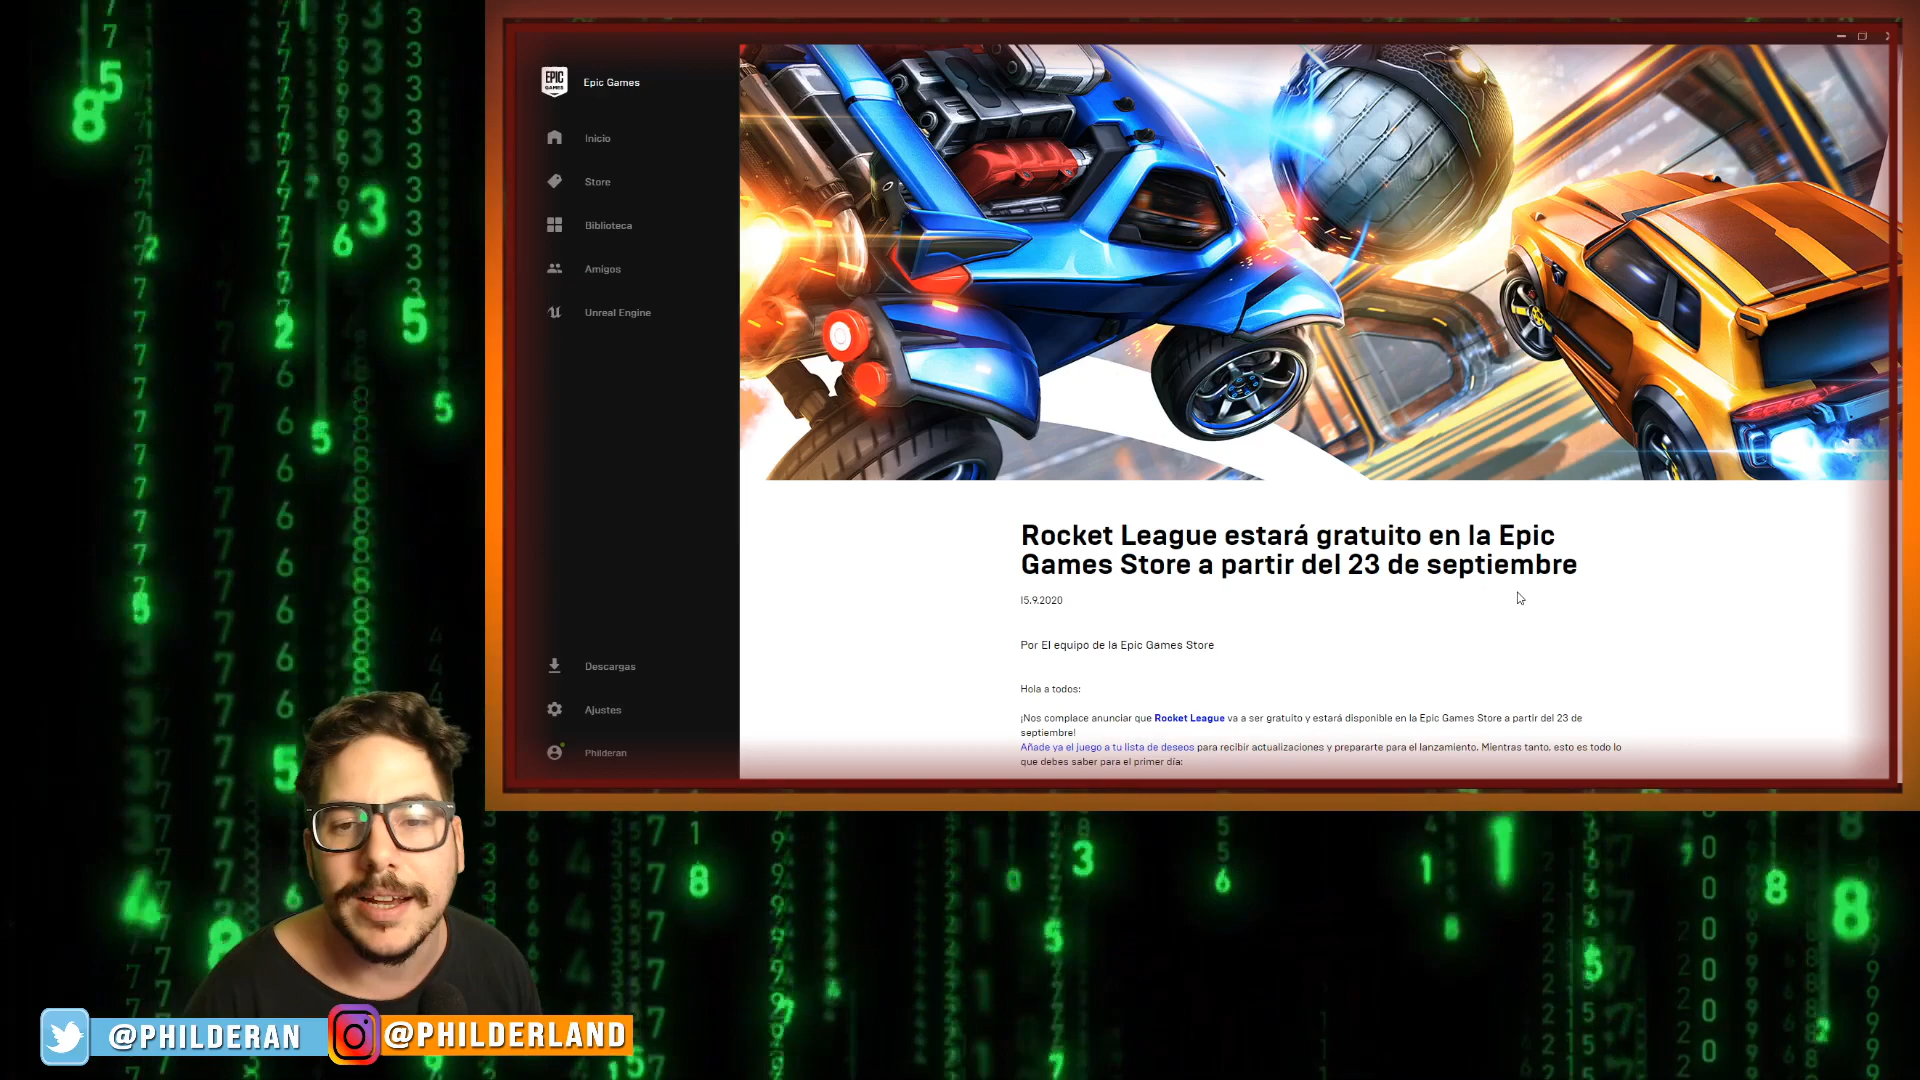 EPIC
GAMES
Epic Games
Inicio
Store
Biblioteca
Amigos
Unreal Engine
Descargas
Ajustes
Philderan
Rocket League estará gratuito en la Epic
Games Store a partir del 23 de septiembre
15.9.2020
Por El equipo de la Epic Games Store
Hola a todos:
¡Nos complace anunciar que Rocket League va a ser gratuito y estará disponible en la Epic Games Store a partir del 23 de
septiembre!
Añade ya el juego a tu lista de deseos para recibir actualizaciones y prepararte para el lanzamiento. Mientras tanto, esto es todo lo
que debes saber para el primer día:
@PHILDERAN
@PHILDERLAND